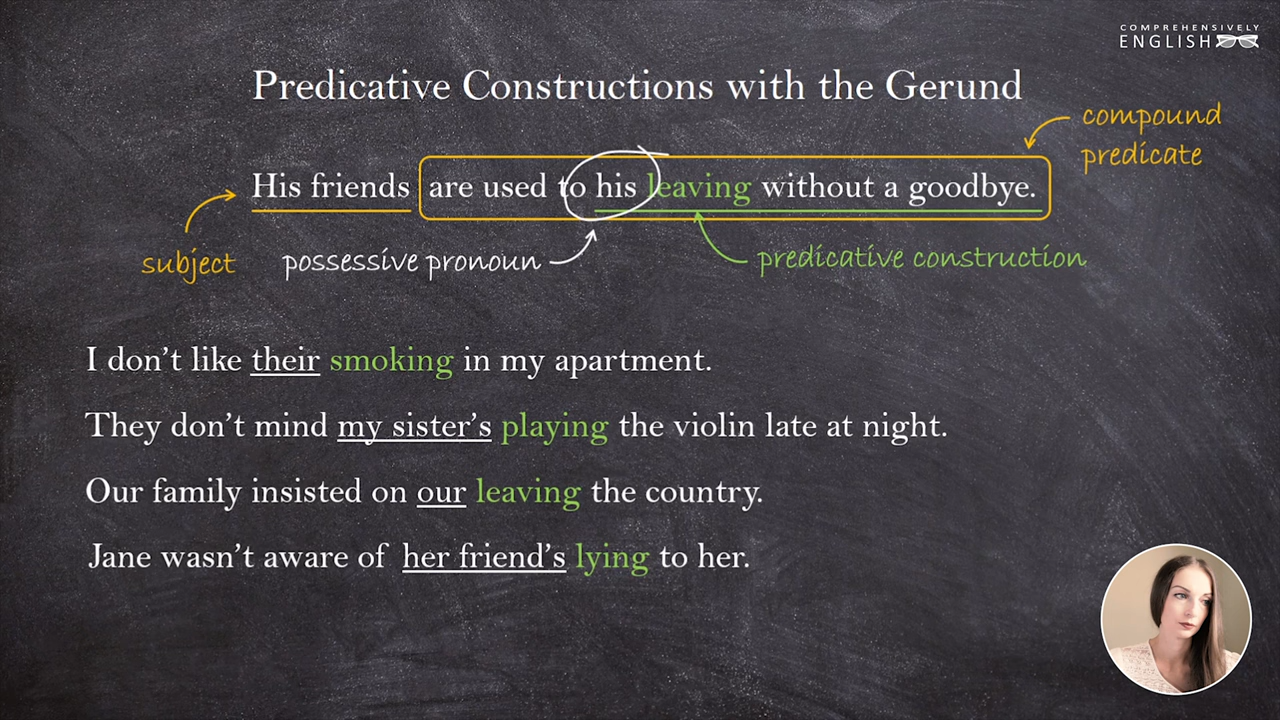 COMPREHENSIVELY
ENGLISH
Predicative Constructions with the Gerund
compound
predicate
His friends are used to his leaving without a goodbye.
subject
possessive pronoun
predicative construction
I don’t like their smoking in my apartment.
They don’t mind my sister’s playing the violin late at night.
Our family insisted on our leaving the country.
Jane wasn’t aware of her friend’s lying to her.